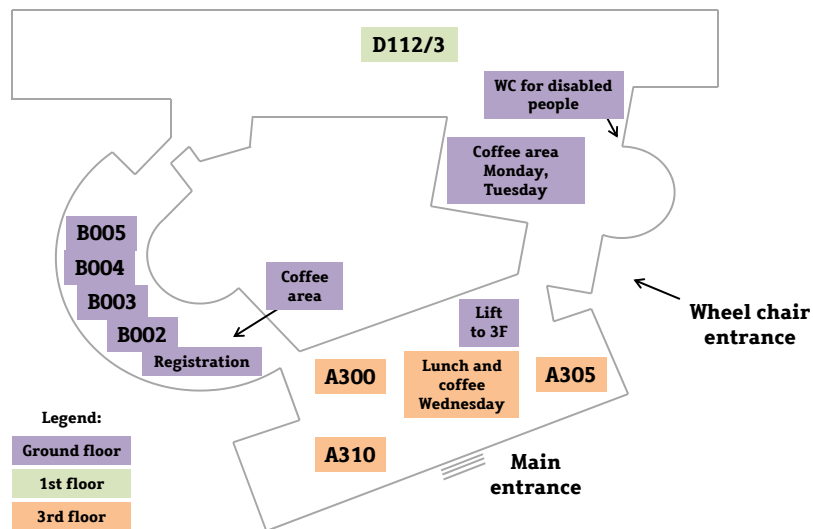 D112/3
WC for disabled
people
Coffee area
Monday,
Tuesday
B005
B004
B003
B002
Registration
Coffee
area
Lift
to 3F
Wheel chair
entrance
A300
Lunch and
coffee
Wednesday
A305
A310
Main
entrance
Legend:
Ground floor
1st floor
3rd floor